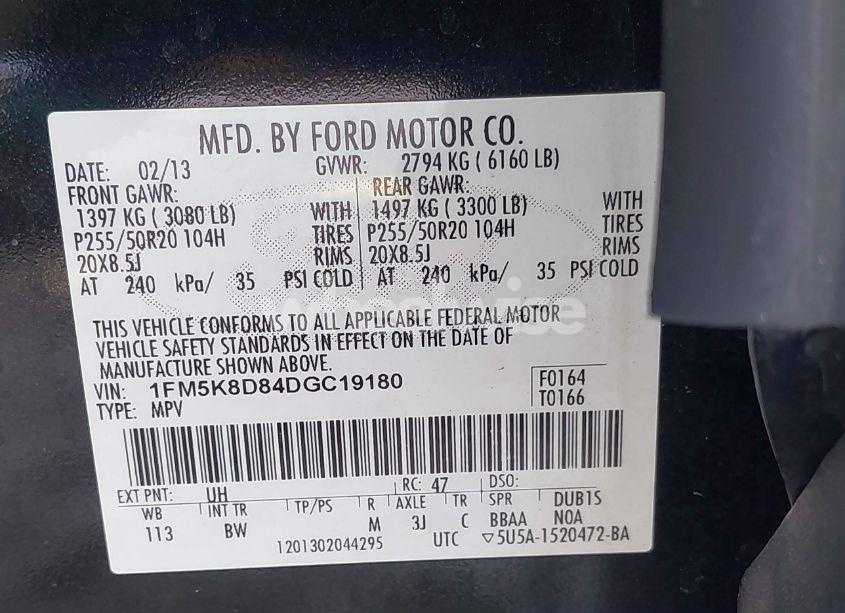 MFD. BY FORD MOTOR CO.
DATE: 02/13 GVWR: 2794 KG ( 6160 LB)
FRONT GAWR: REAR GAWR:
1397 KG ( 3080 LB) WITH 1497 KG ( 3300 LB) WITH
P255/50R20 104H TIRES P255/50R20 104H TIRES
20X8.5J RIMS 20X8.5J RIMS
AT 240 kPa/ 35 PSI COLD AT 240 kPa/ 35 PSI COLD
THIS VEHICLE CONFORMS TO ALL APPLICABLE FEDERAL MOTOR
VEHICLE SAFETY STANDARDS IN EFFECT ON THE DATE OF
MANUFACTURE SHOWN ABOVE.
VIN: 1FM5K8D84DGC19180 F0164
TYPE: MPV T0166
EXT PNT: UH RC: 47 DSO:
WB INT TR TP/PS R AXLE TR SPR DUB1S
113 BW M 3J C BBAA NOA
1201302044295 UTC ▽5U5A-1520472-BA